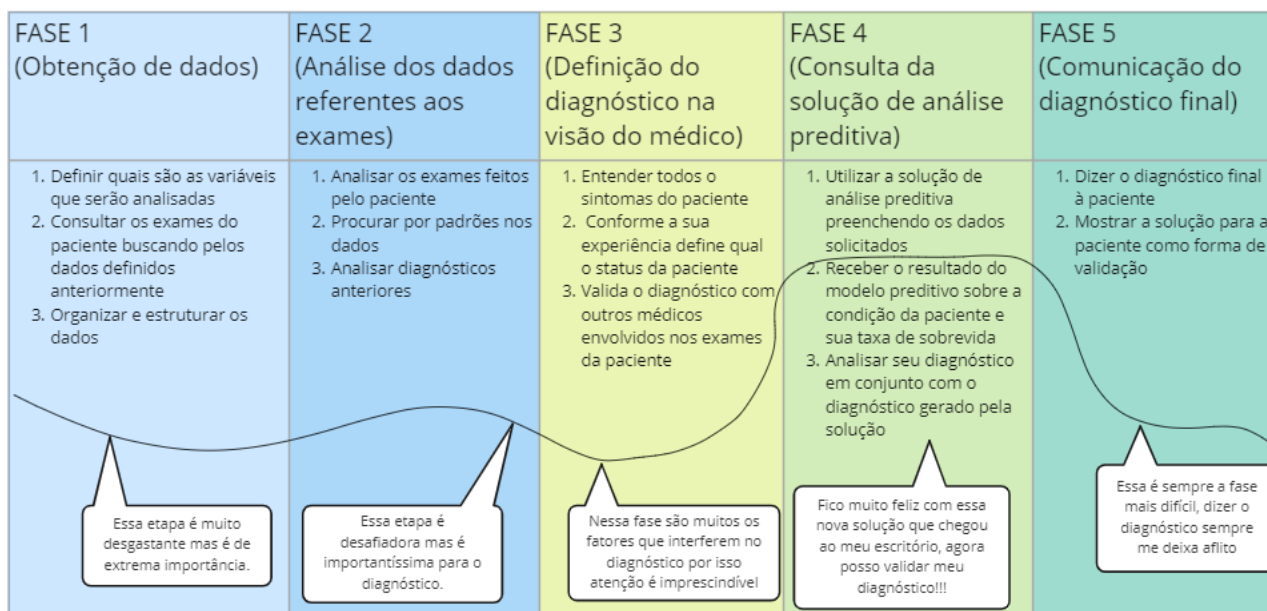 FASE 1
(Obtenção de dados)
FASE 2
(Análise dos dados
referentes aos
exames)
FASE 3
(Definição do
diagnóstico na
visão do médico)
FASE 4
(Consulta da
solução de análise
preditiva)
FASE 5
(Comunicação do
diagnóstico final)
1. Definir quais são as variáveis
que serão analisadas
2. Consultar os exames do
paciente buscando pelos
dados definidos
anteriormente
3. Organizar e estruturar os
dados
1. Analisar os exames feitos
pelo paciente
2. Procurar por padrões nos
dados
3. Analisar diagnósticos
anteriores
1. Entender todos o
sintomas do paciente
2. Conforme a sua
experiência define qual
o status da paciente
3. Valida o diagnóstico com
outros médicos
envolvidos nos exames
da paciente
1. Utilizar a solução de
análise preditiva
preenchendo os dados
solicitados
2. Receber o resultado do
modelo preditivo sobre a
condição da paciente e
sua taxa de sobrevida
3. Analisar seu diagnóstico
em conjunto com o
diagnóstico gerado pela
solução
1. Dizer o diagnóstico final
à paciente
2. Mostrar a solução para a
paciente como forma de
validação
Essa etapa é muito
desgastante mas é de
extrema importância.
Essa etapa é
desafiadora mas é
importantíssima para o
diagnóstico.
Nessa fase são muitos os
fatores que interferem no
diagnóstico por isso
atenção é imprescindível
Fico muito feliz com essa
nova solução que chegou
ao meu escritório, agora
posso validar meu
diagnóstico!!!
Essa é sempre a fase
mais difícil, dizer o
diagnóstico sempre
me deixa aflito